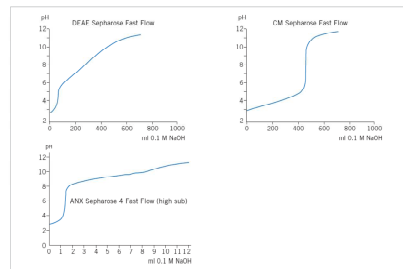 pH
DEAE Sepharose Fast Flow
12
10
8
6
4
2
0 200 400 600 800 1000
ml 0.1 M NaOH
pH
CM Sepharose Fast Flow
12
10
8
6
4
2
0 200 400 600 800 1000
ml 0.1 M NaOH
pH
12
10
8
6
4
2
0
ANX Sepharose 4 Fast Flow (high sub)
0 1 2 3 4 5 6 7 8 9 10 11 12
ml 0.1 M NaOH